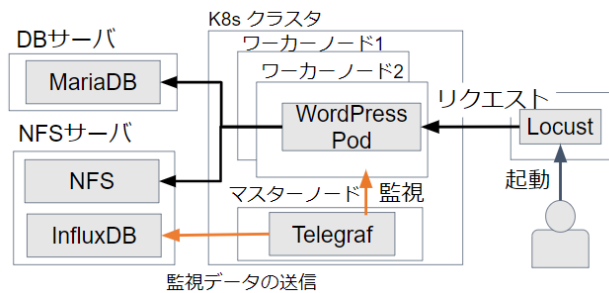 K8s クラスタ
DBサーバ
ワーカーノード1
MariaDB
ワーカーノード2
リクエスト
WordPress
Pod
Locust
NFSサーバ
NFS
起動
マスターノード
監視
InfluxDB
Telegraf
監視データの送信